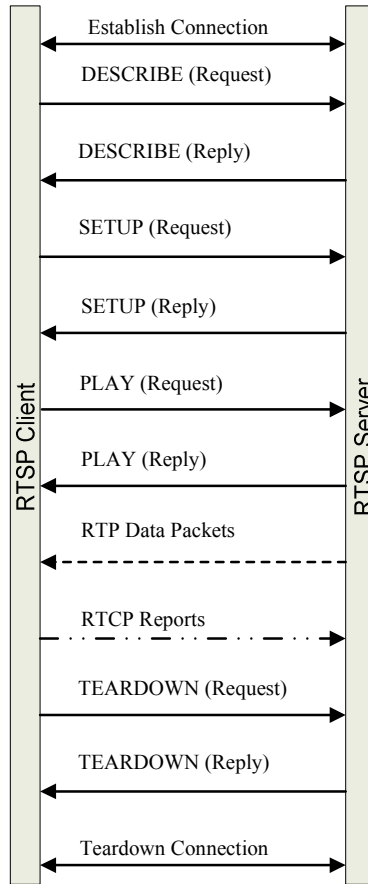 Establish Connection
DESCRIBE (Request)
DESCRIBE (Reply)
SETUP (Request)
SETUP (Reply)
RTSP Client
RTSP Server
PLAY (Request)
PLAY (Reply)
RTP Data Packets
RTCP Reports
TEARDOWN (Request)
TEARDOWN (Reply)
Teardown Connection